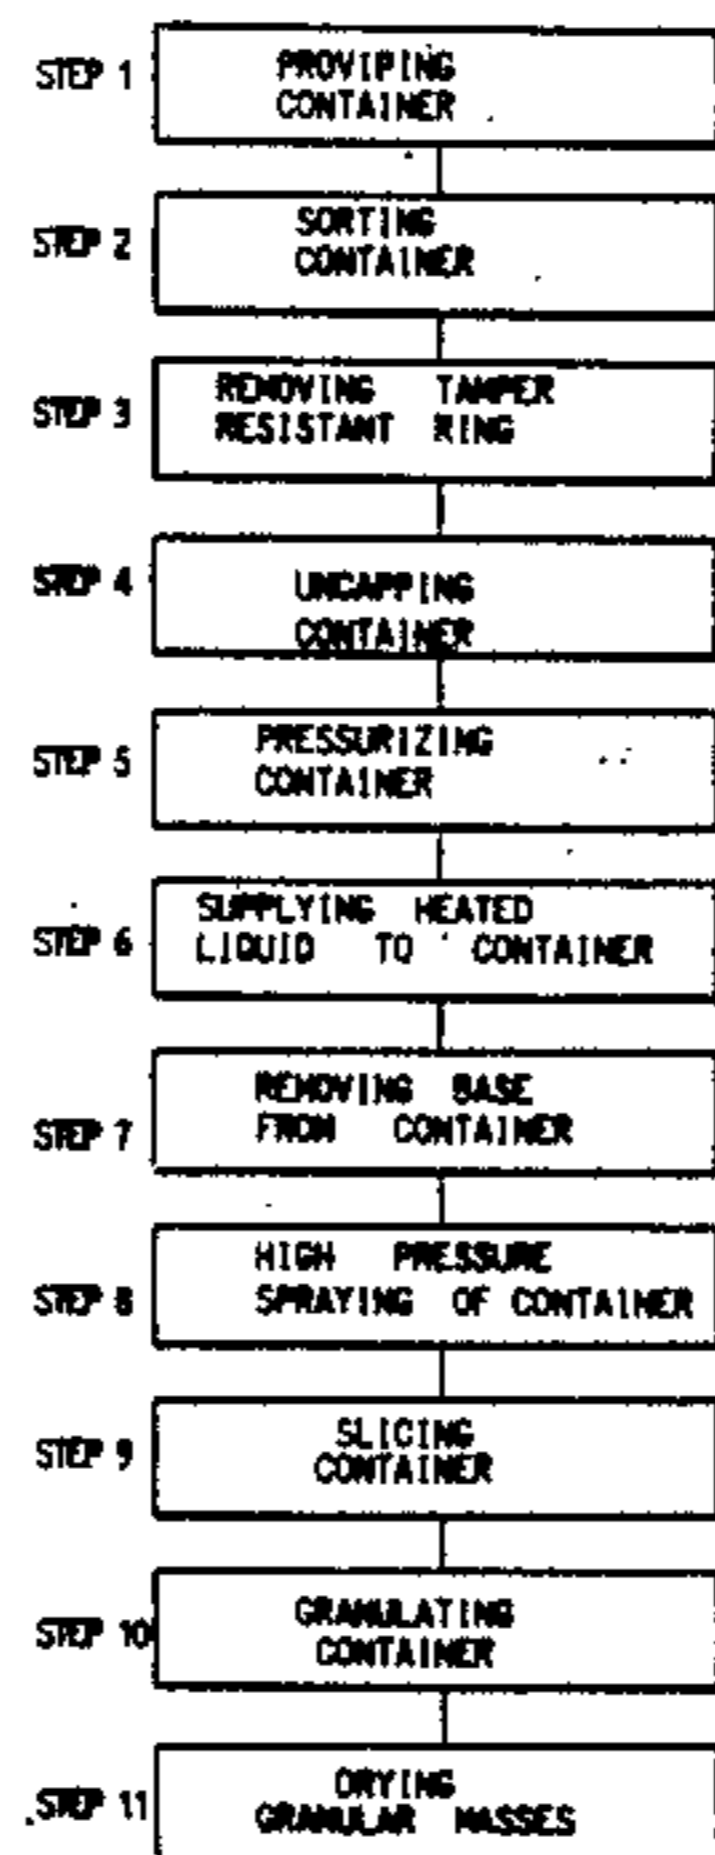 STEP 1
PROVIPING
CONTAINER
STEP 2
SORTING
CONTAINER
STEP 3
REMOVING TAMPER
RESISTANT RING
STEP 4
UNCAPPING
CONTAINER
STEP 5
PRESSURIZING
CONTAINER
STEP 6
SUPPLYING HEATED
LIQUID TO CONTAINER
STEP 7
REMOVING BASE
FROM CONTAINER
STEP 8
HIGH PRESSURE
SPRAYING OF CONTAINER
STEP 9
SLICING
CONTAINER
STEP 10
GRANULATING
CONTAINER
STEP 11
DRYING
GRANULAR MASSES